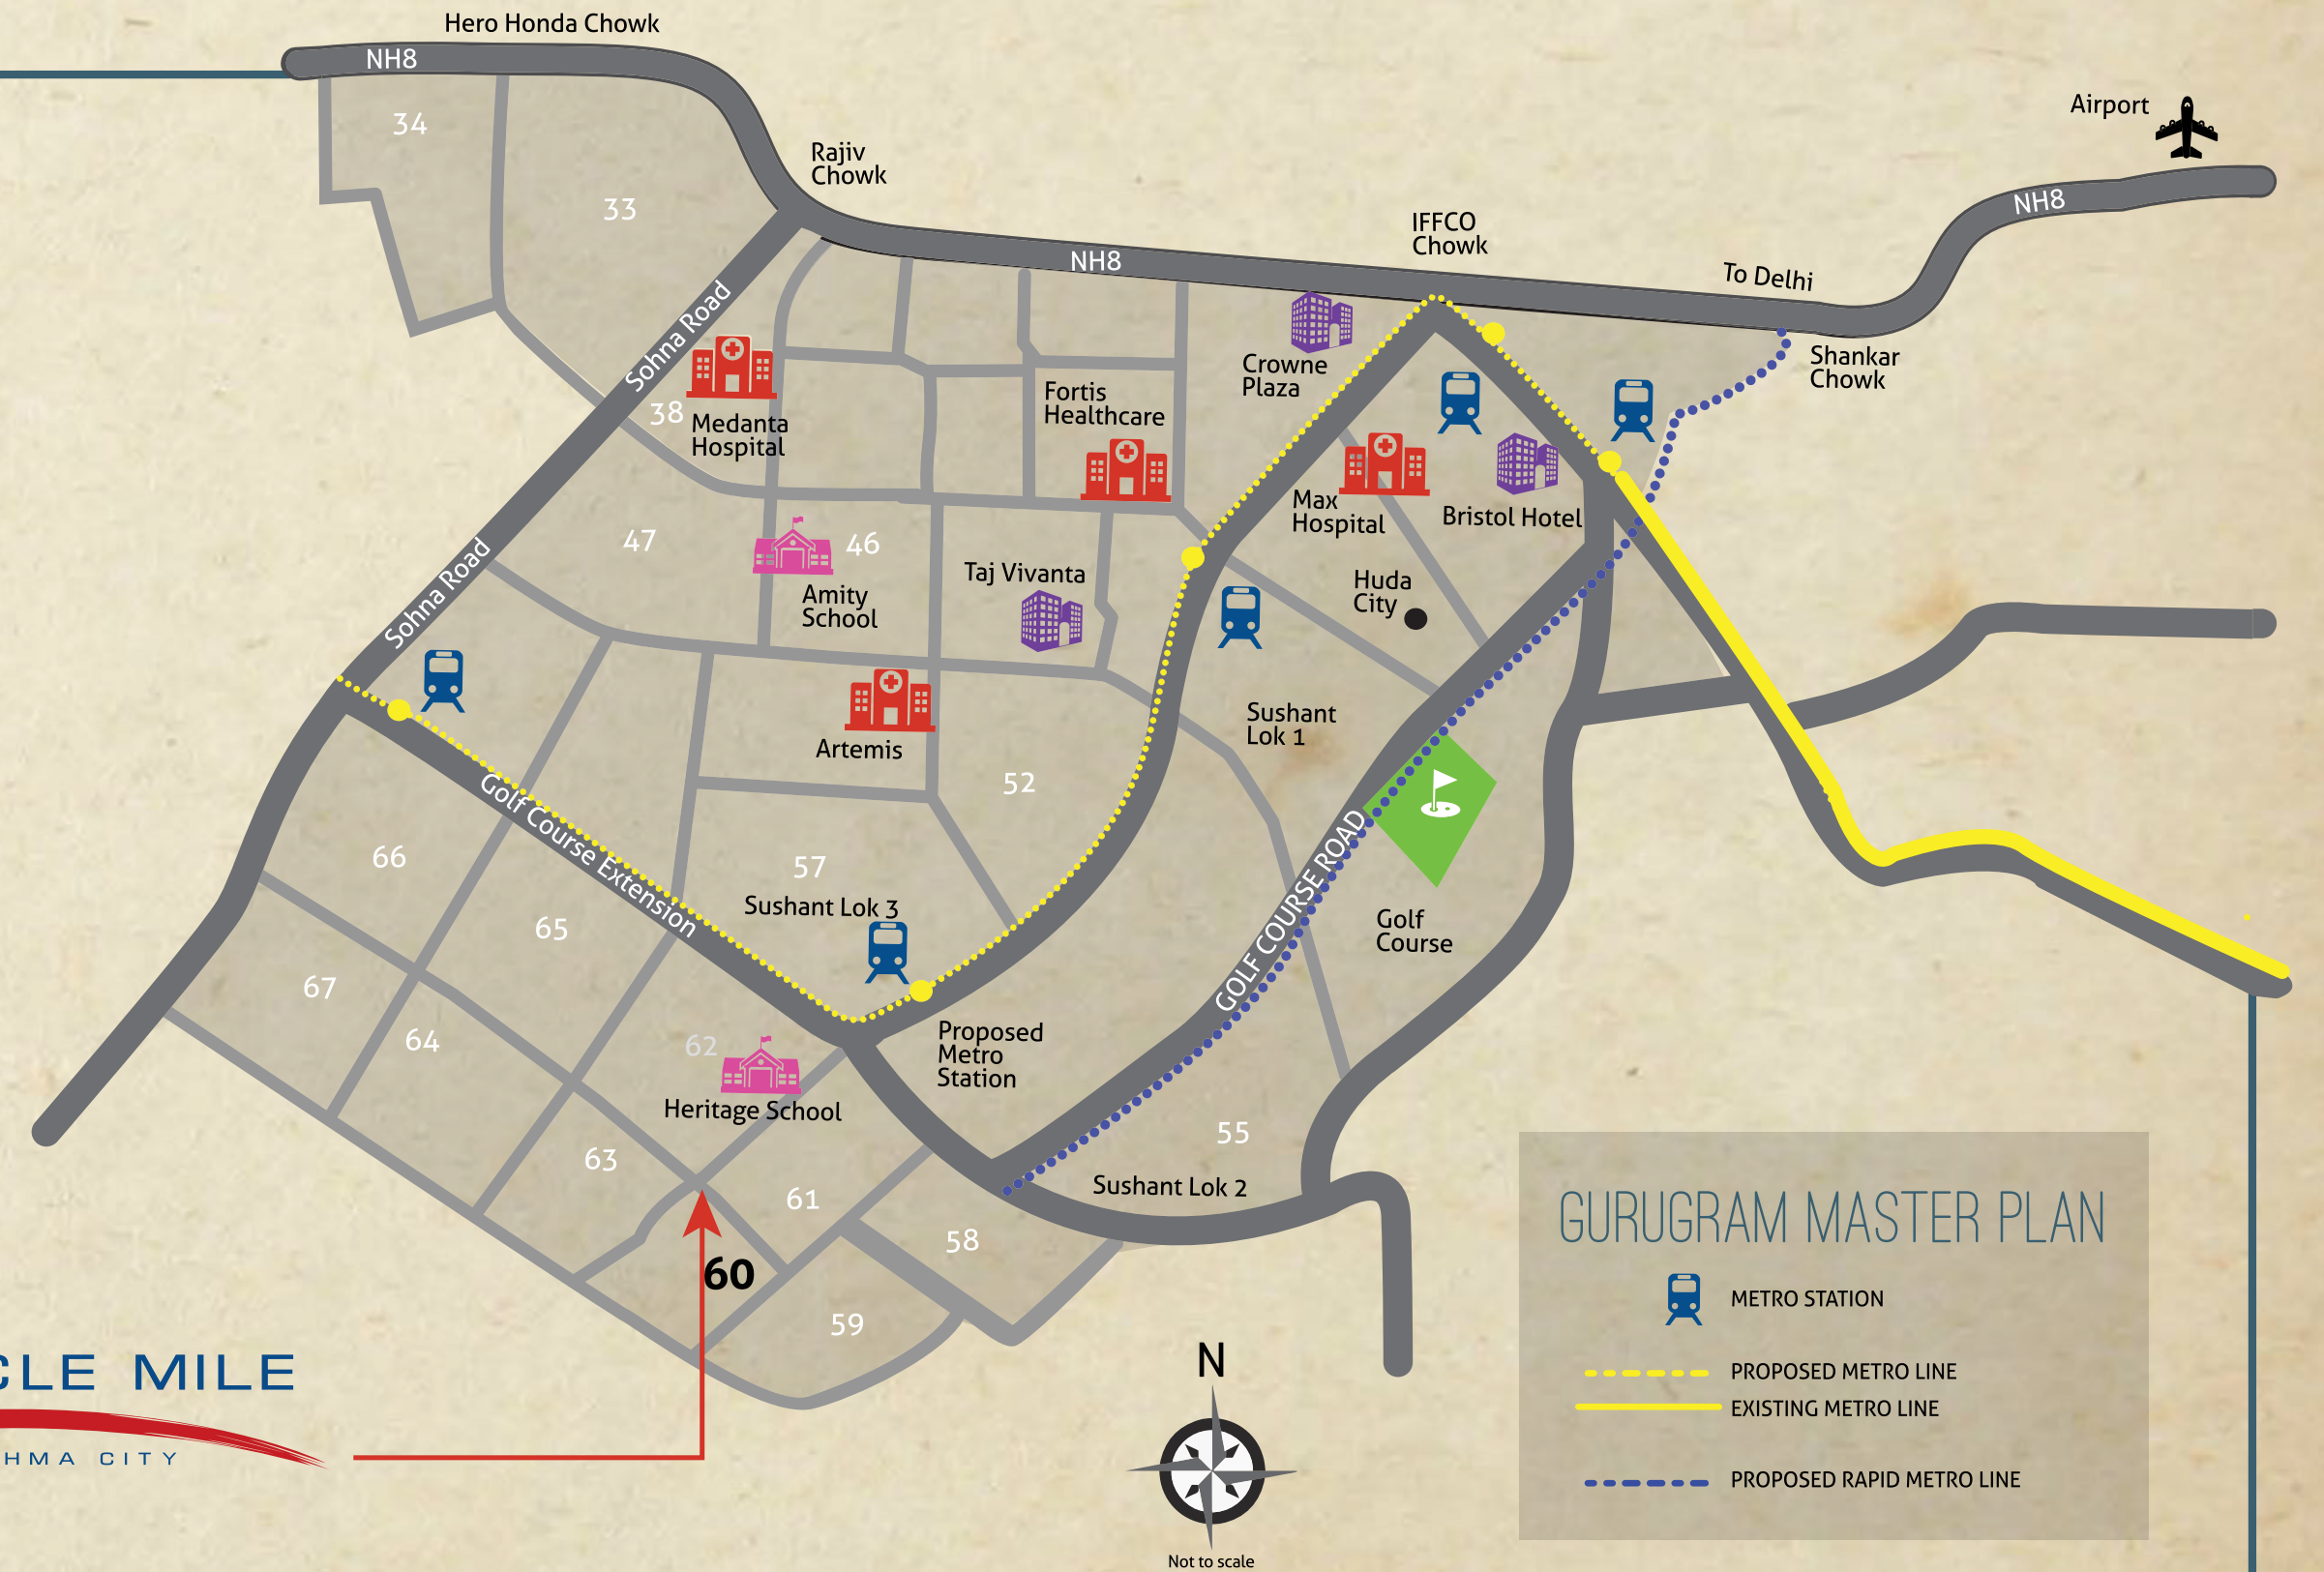 Hero Honda Chowk
NH8
34
33
Rajiv
Chowk
Airport
NH8
IFFCO
Chowk
NH8
To Delhi
Shankar
Chowk
Sohna Road
Crowne
Plaza
38
Medanta
Hospital
Fortis
Healthcare
Max
Hospital
Bristol Hotel
47
46
Taj Vivanta
Amity
School
Huda
City
Sohna Road
Artemis
Sushant
Lok 1
52
Golf Course Extension
66
57
Sushant Lok 3
65
GOLF COURSE ROAD
Golf
Course
67
64
62
Proposed
Metro
Station
Heritage School
63
55
Sushant Lok 2
61
58
60
59
CLE MILE
HMA CITY
N
Not to scale
GURUGRAM MASTER PLAN
METRO STATION
PROPOSED METRO LINE
EXISTING METRO LINE
PROPOSED RAPID METRO LINE